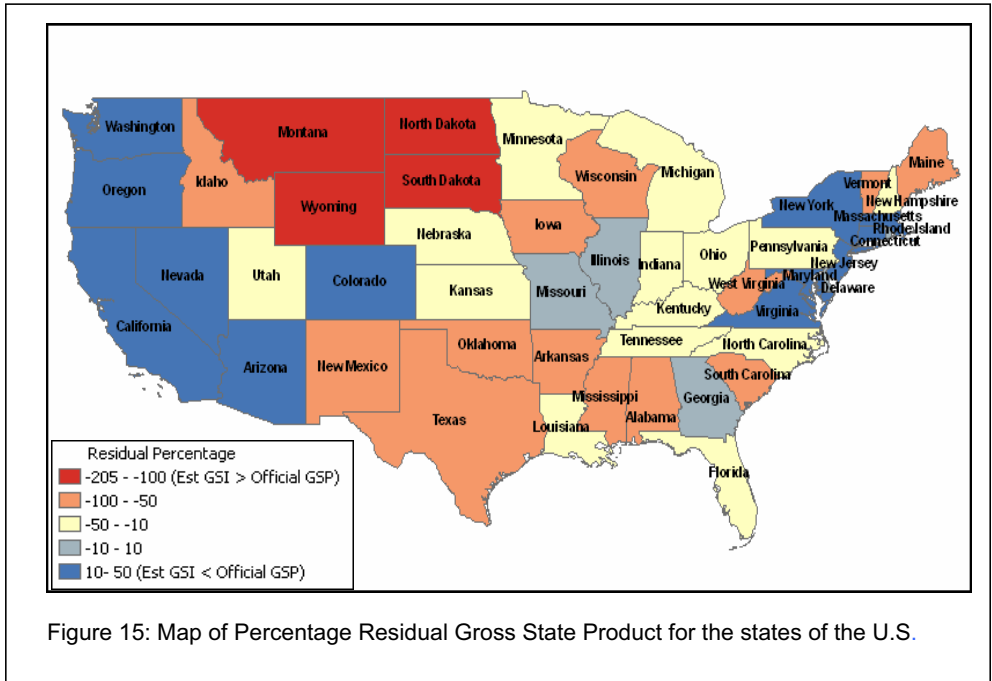 Washington
Montana
North Dakota
Minnesota
Maine
Oregon
Idaho
South Dakota
Wisconsin
Michigan
Vermont
New Hampshire
Wyoming
New York
Massachusetts
Rhode Island
Connecticut
Iowa
Nebraska
Pennsylvania
Nevada
Utah
Colorado
Illinois
Indiana
Ohio
New Jersey
Maryland
Delaware
West Virginia
Kansas
Missouri
Kentucky
Virginia
California
Tennessee
North Carolina
Arizona
New Mexico
Oklahoma
Arkansas
South Carolina
Mississippi
Georgia
Texas
Alabama
Louisiana
Florida
Residual Percentage
-205 - -100 (Est GSI > Official GSP)
-100 - -50
-50 - -10
-10 - 10
10- 50 (Est GSI < Official GSP)
Figure 15: Map of Percentage Residual Gross State Product for the states of the U.S.